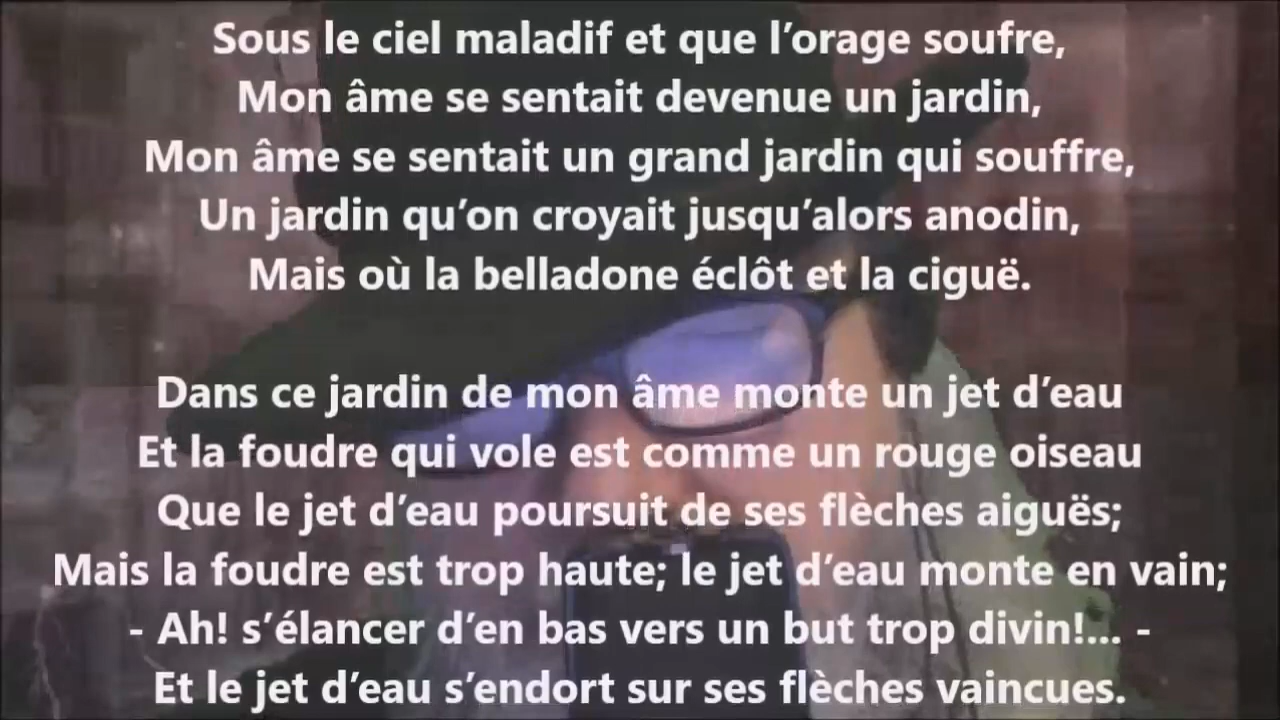 Sous le ciel maladif et que l’orage soufre,
Mon âme se sentait devenue un jardin,
Mon âme se sentait un grand jardin qui souffre,
Un jardin qu’on croyait jusqu’alors anodin,
Mais où la belladone éclôt et la ciguë.
Dans ce jardin de mon âme monte un jet d’eau
Et la foudre qui vole est comme un rouge oiseau
Que le jet d’eau poursuit de ses flèches aiguës;
Mais la foudre est trop haute; le jet d’eau monte en vain;
- Ah! s’élancer d’en bas vers un but trop divin!... -
Et le jet d’eau s’endort sur ses flèches vaincues.